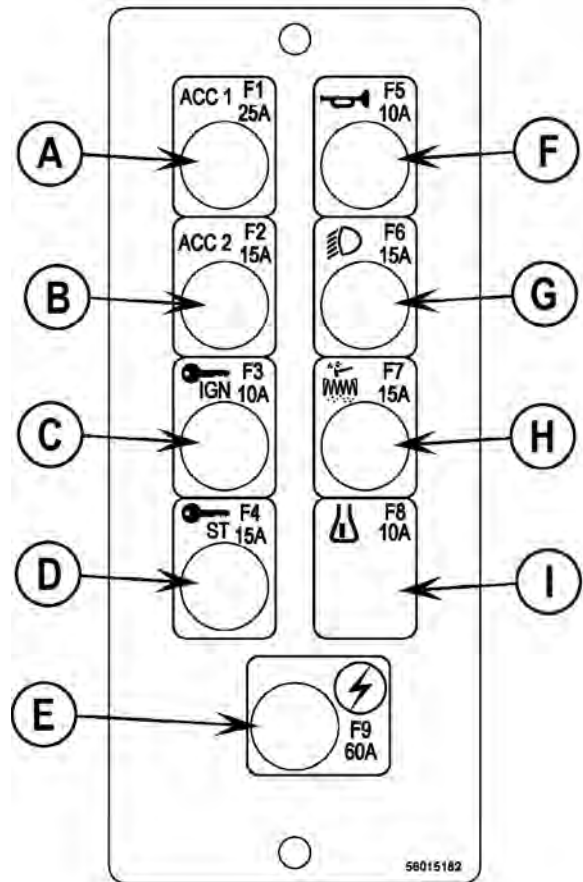 A
ACC 1 F1
25A
F5
10A
F
B
ACC 2 F2
15A
F6
15A
G
C
F3
IGN 10A
F7
15A
H
D
F4
ST 15A
F8
10A
I
E
F9
60A
56015182